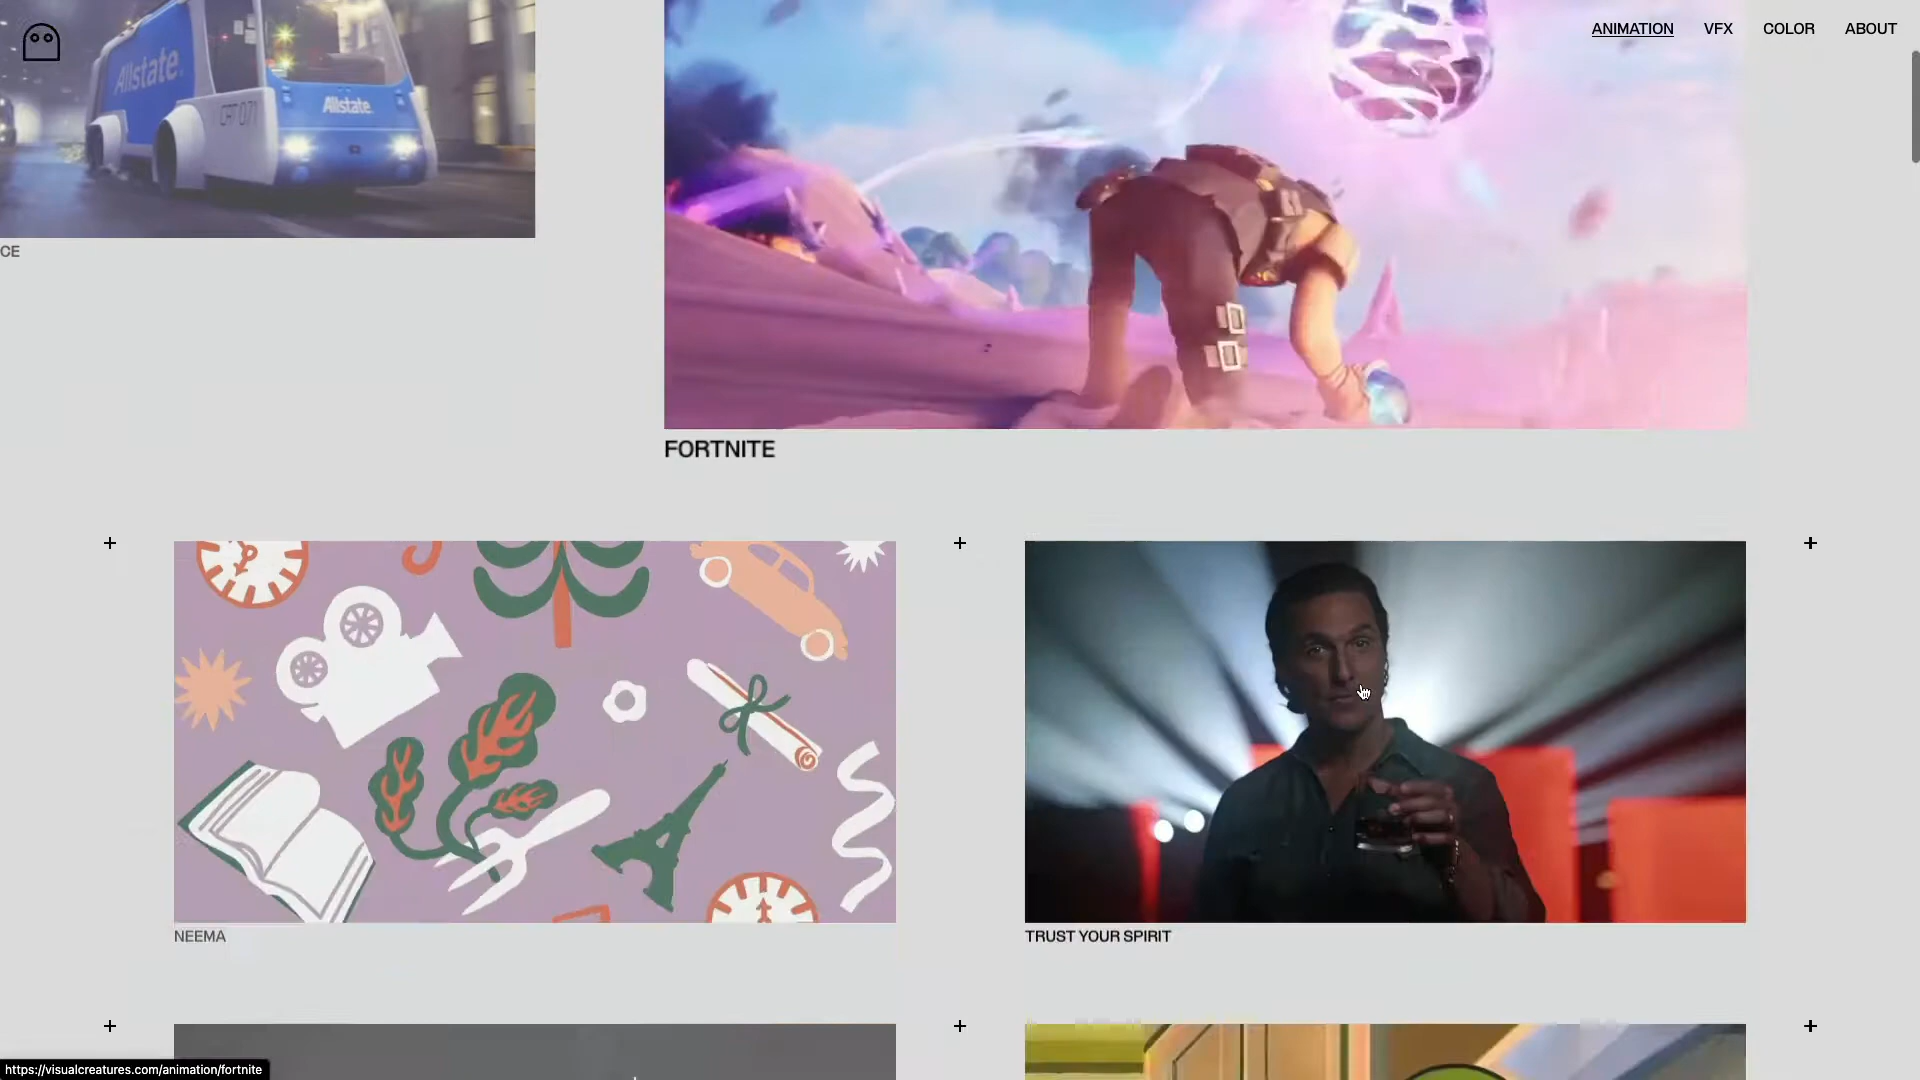 ANIMATION VFX COLOR ABOUT
Allstate.
Allstate.
CE
FORTNITE
NEEMA
TRUST YOUR SPIRIT
https://visualcreatures.com/animation/fortnite